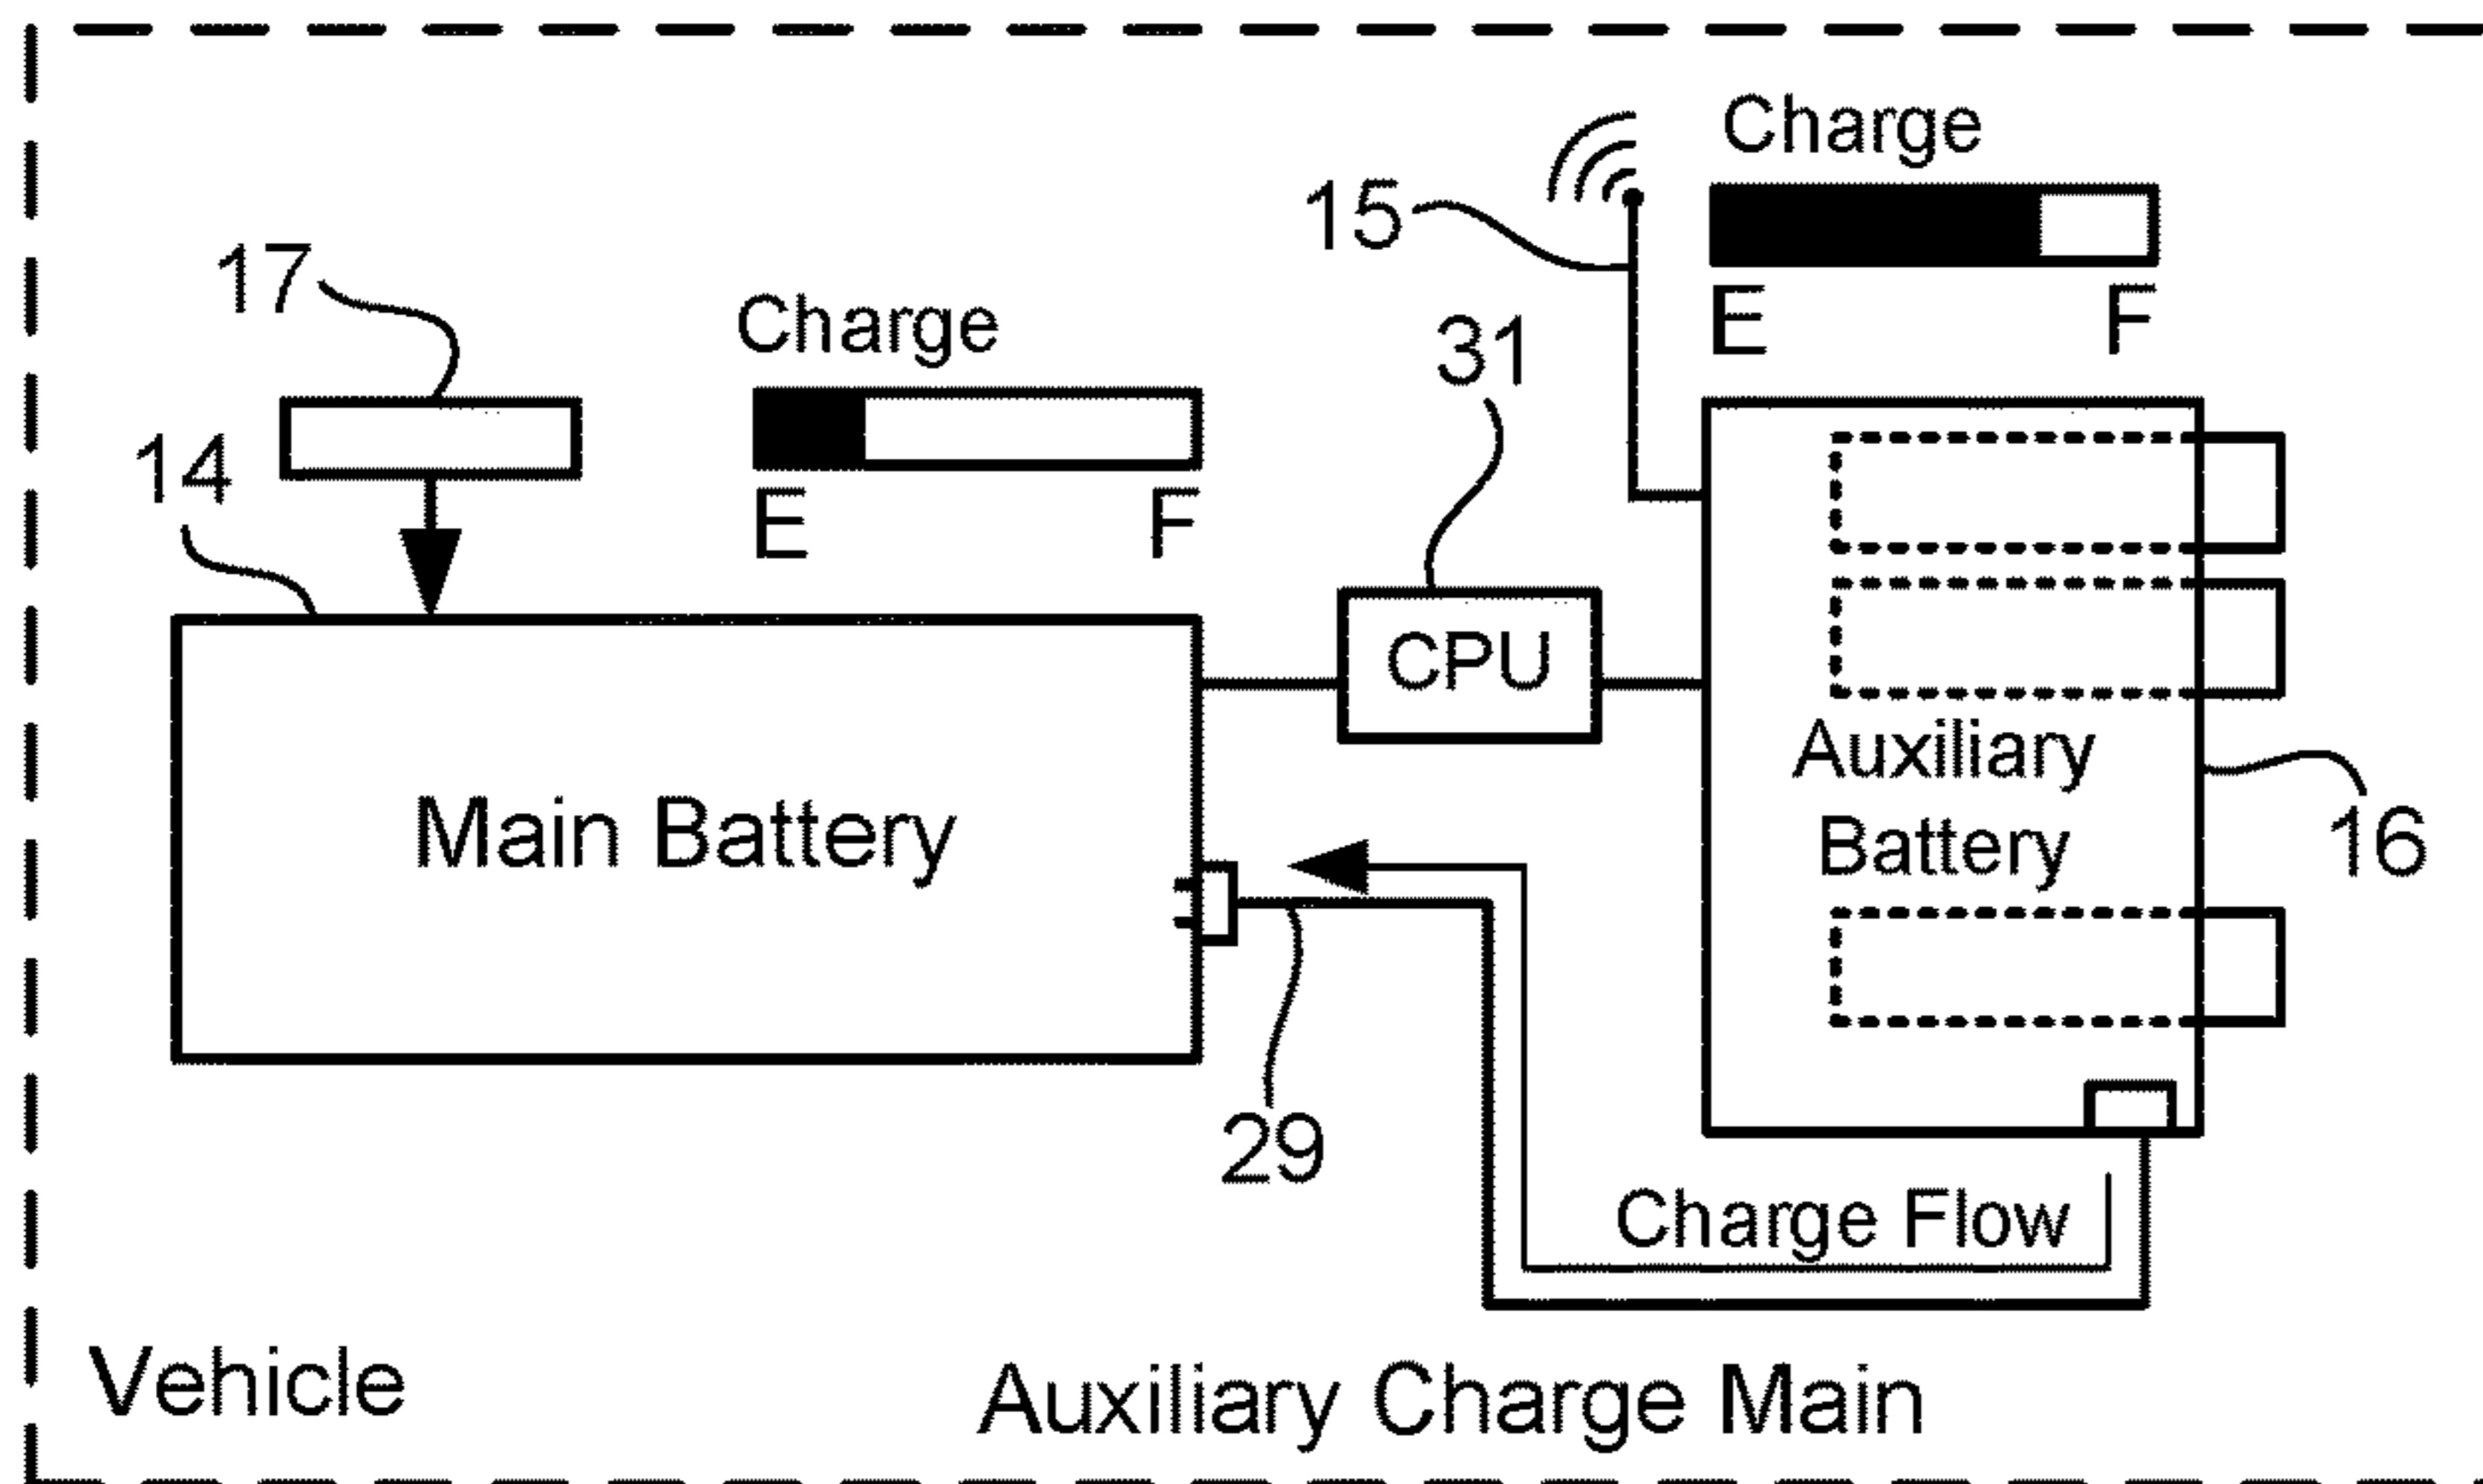 Charge
15
E F
17
Charge
31
14
E F
CPU
Main Battery
Auxiliary
Battery
16
29
Charge Flow
Vehicle
Auxiliary Charge Main